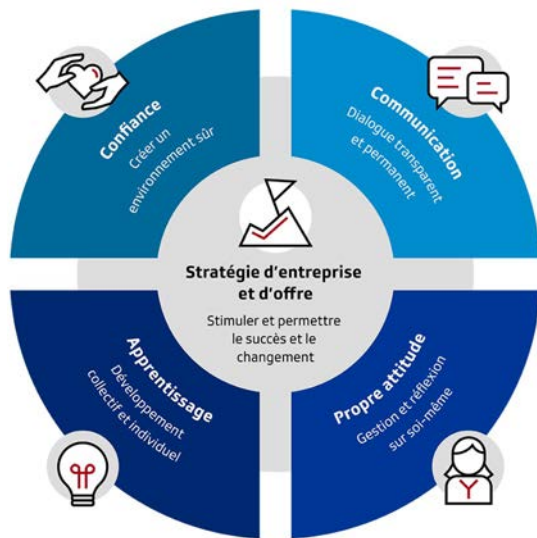 Confiance
Créer un
environnement sûr
Communication
Dialogue transparent
et permanent
Stratégie d'entreprise
et d'offre
Stimuler et permettre
le succès et le
changement
Apprentissage
Développement
collectif et individuel
Propre attitude
Gestion et réflexion
sur soi-même